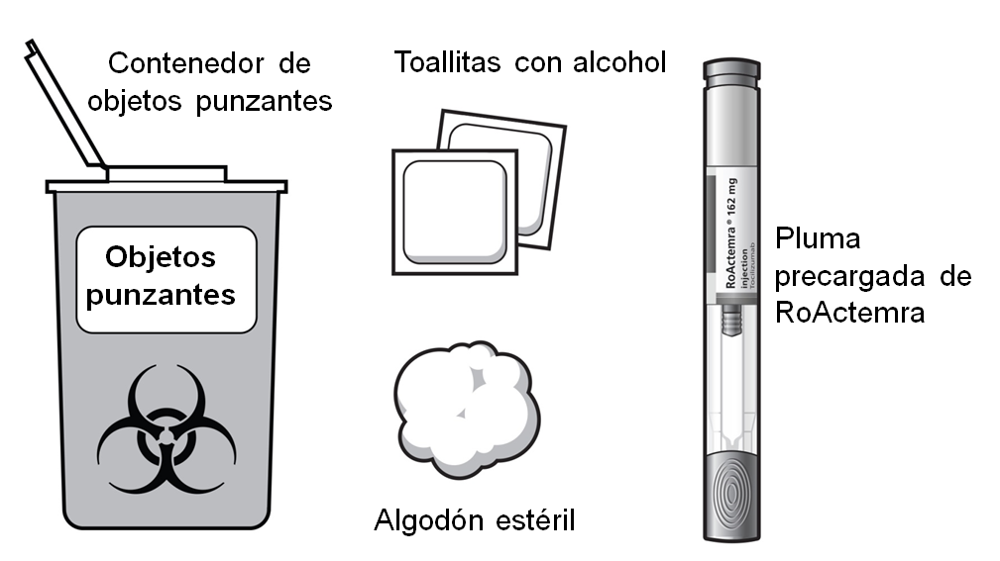 Contenedor de
objetos punzantes
Objetos
punzantes
Toallitas con alcohol
Algodón estéril
RoActemra® 162 mg
injection
Tocilizumab
Pluma
precargada de
RoActemra